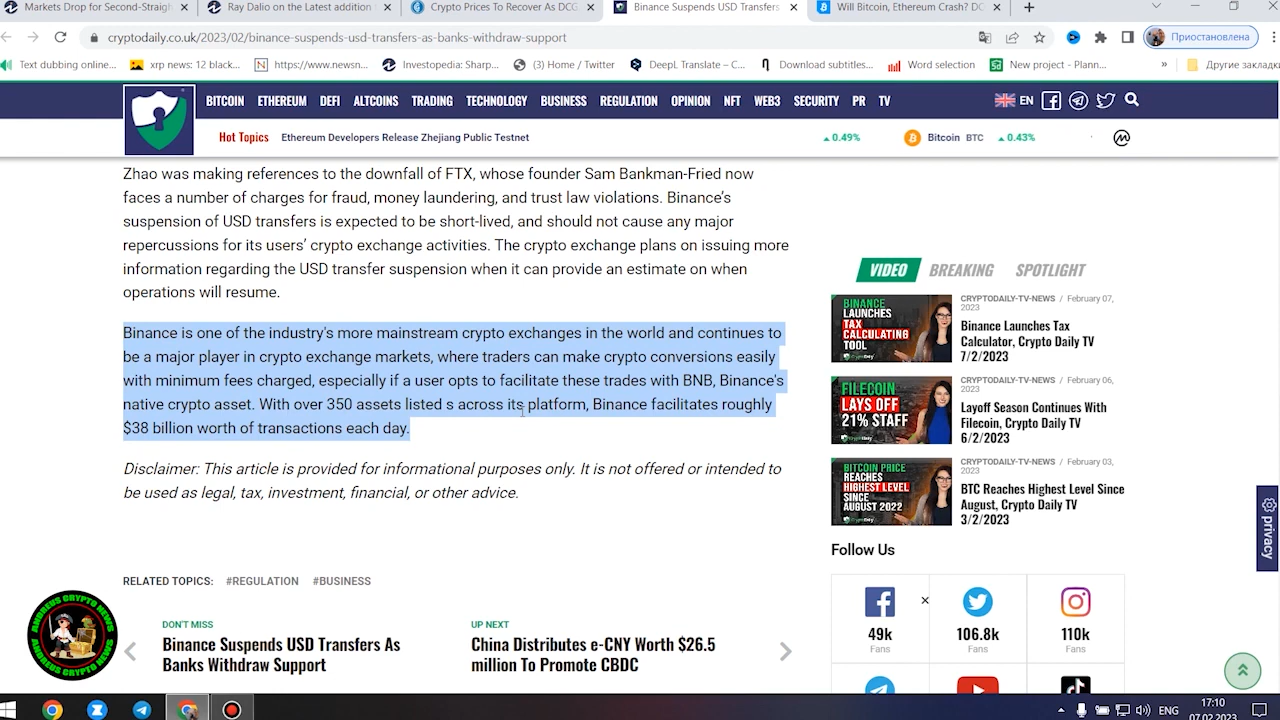 Markets Drop for Second-Straigh
Ray Dalio on the Latest addition
Crypto Prices To Recover As DCG
Binance Suspends USD Transfers
Will Bitcoin, Ethereum Crash? DC
cryptodaily.co.uk/2023/02/binance-suspends-usd-transfers-as-banks-withdraw-support
Приостановлена
Text dubbing online...
xrp news: 12 black...
https://www.newsn...
Investopedia: Sharp...
(3) Home / Twitter
DeepL Translate – C...
Download subtitles...
Word selection
New project - Plann...
»
Другие закладки
BITCOIN ETHEREUM DEFI ALTCOINS TRADING TECHNOLOGY BUSINESS REGULATION OPINION NFT WEB3 SECURITY PR TV
EN
Hot Topics
Ethereum Developers Release Zhejiang Public Testnet
0.49%
Bitcoin BTC
0.43%
Zhao was making references to the downfall of FTX, whose founder Sam Bankman-Fried now
faces a number of charges for fraud, money laundering, and trust law violations. Binance's
suspension of USD transfers is expected to be short-lived, and should not cause any major
repercussions for its users' crypto exchange activities. The crypto exchange plans on issuing more
information regarding the USD transfer suspension when it can provide an estimate on when
operations will resume.
Binance is one of the industry's more mainstream crypto exchanges in the world and continues to
be a major player in crypto exchange markets, where traders can make crypto conversions easily
with minimum fees charged, especially if a user opts to facilitate these trades with BNB, Binance's
native crypto asset. With over 350 assets listed s across its platform, Binance facilitates roughly
$38 billion worth of transactions each day.
Disclaimer: This article is provided for informational purposes only. It is not offered or intended to
be used as legal, tax, investment, financial, or other advice.
RELATED TOPICS: #REGULATION #BUSINESS
DON'T MISS
Binance Suspends USD Transfers As
Banks Withdraw Support
UP NEXT
China Distributes e-CNY Worth $26.5
million To Promote CBDC
ANDREUS CRYPTO NEWS
ANDREUS CRYPTO NEWS
VIDEO BREAKING SPOTLIGHT
BINANCE
LAUNCHES
TAX
CALCULATING
TOOL
CRYPTODAILY-TV-NEWS / February 07,
2023
Binance Launches Tax
Calculator, Crypto Daily TV
7/2/2023
FILECOIN
LAYS OFF
21% STAFF
CRYPTODAILY-TV-NEWS / February 06,
2023
Layoff Season Continues With
Filecoin, Crypto Daily TV
6/2/2023
BITCOIN PRICE
REACHES
HIGHEST LEVEL
SINCE
AUGUST 2022
CRYPTODAILY-TV-NEWS / February 03,
2023
BTC Reaches Highest Level Since
August, Crypto Daily TV
3/2/2023
Follow Us
49k
Fans
106.8k
Fans
110k
Fans
privacy
ENG
17:10
07.02.2023